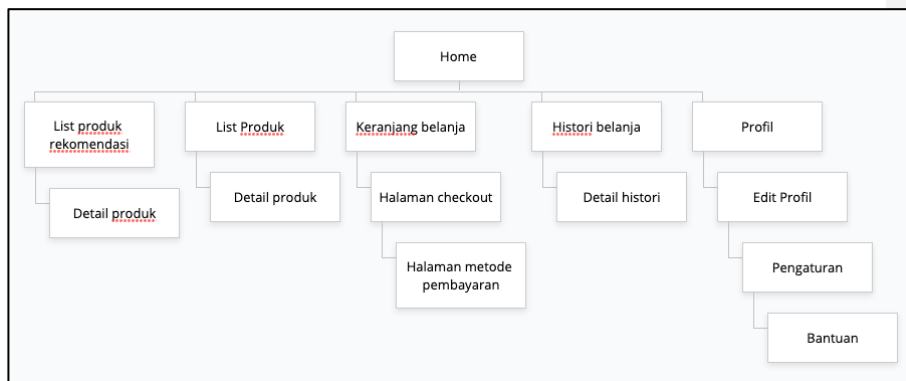 Home
List produk
rekomendasi
List Produk
Keranjang belanja
Histori belanja
Profil
Detail produk
Detail produk
Halaman checkout
Detail histori
Edit Profil
Halaman metode
pembayaran
Pengaturan
Bantuan